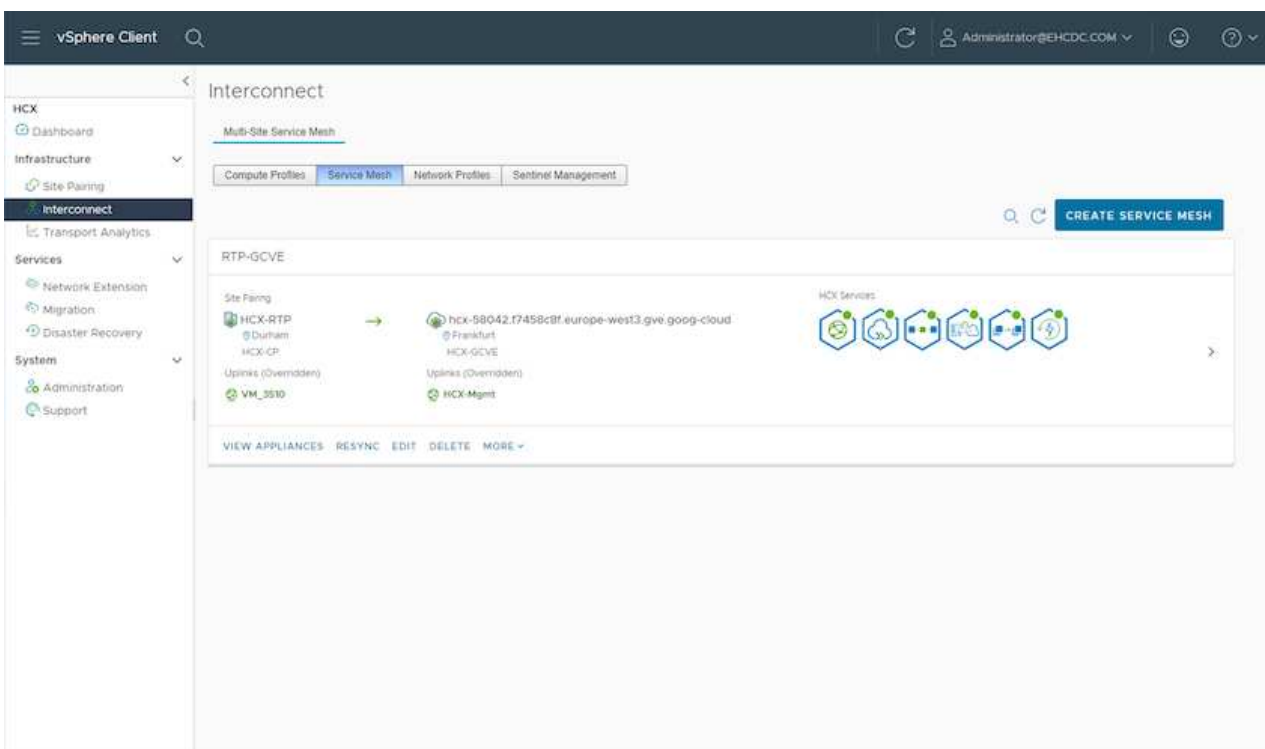 vSphere Client
Administrator@EHCDC.COM
HCX
Dashboard
Infrastructure
Site Pairing
Interconnect
Transport Analytics
Services
Network Extension
Migration
Disaster Recovery
System
Administration
Support
Interconnect
Multi-Site Service Mesh
Compute Profiles Service Mesh Network Profiles Sentinel Management
CREATE SERVICE MESH
RTP-GCVE
Site Pairing
HCX Services
HCX-RTP → hcx-58042.f7458c8f.europe-west3.gve.goog-cloud
Durham Frankfurt
HCX-CP HCX-GCVE
Uplinks (Overridden) Uplinks (Overridden)
VM_3510 HCX-Mgmt
VIEW APPLIANCES RESYNC EDIT DELETE MORE